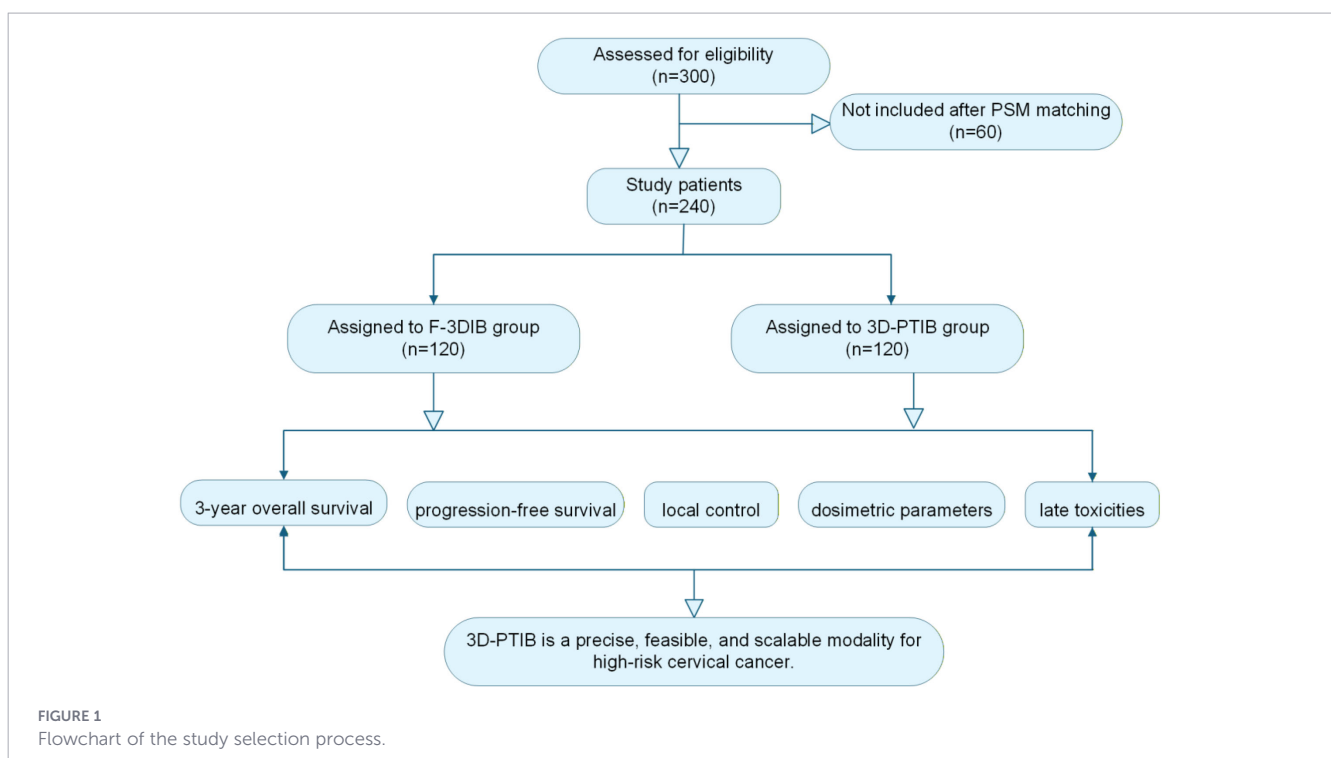 Assessed for eligibility
(n=300)
Not included after PSM matching
(n=60)
Study patients
(n=240)
Assigned to F-3DIB group
(n=120)
Assigned to 3D-PTIB group
(n=120)
3-year overall survival
progression-free survival
local control
dosimetric parameters
late toxicities
3D-PTIB is a precise, feasible, and scalable modality for
high-risk cervical cancer.
FIGURE 1
Flowchart of the study selection process.